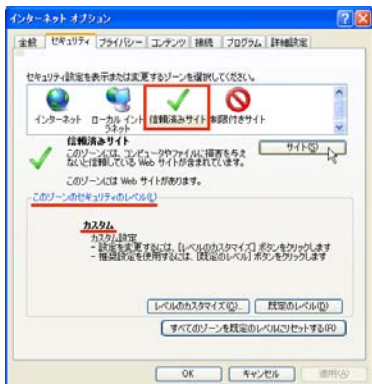 インターネット オプション
全般 セキュリティ プライバシー コンテンツ 接続 プログラム 詳細設定
セキュリティ設定を表示または変更するゾーンを選択してください。
インターネット ローカル イントラネット 信頼済みサイト 制限付きサイト
信頼済みサイト
サイト(S)
このゾーンには、コンピュータやファイルに損害を与え
ないと信頼している Web サイトが含まれています。
このゾーンには Web サイトがあります。
このゾーンのセキュリティのレベル(L)
カスタム
カスタム設定
- 設定を変更するには、[レベルのカスタマイズ] ボタンをクリックします
- 推奨設定を使用するには、[既定のレベル] ボタンをクリックします
レベルのカスタマイズ(C)... 既定のレベル(D)
すべてのゾーンを既定のレベルにリセットする(R)
OK キャンセル 適用(A)